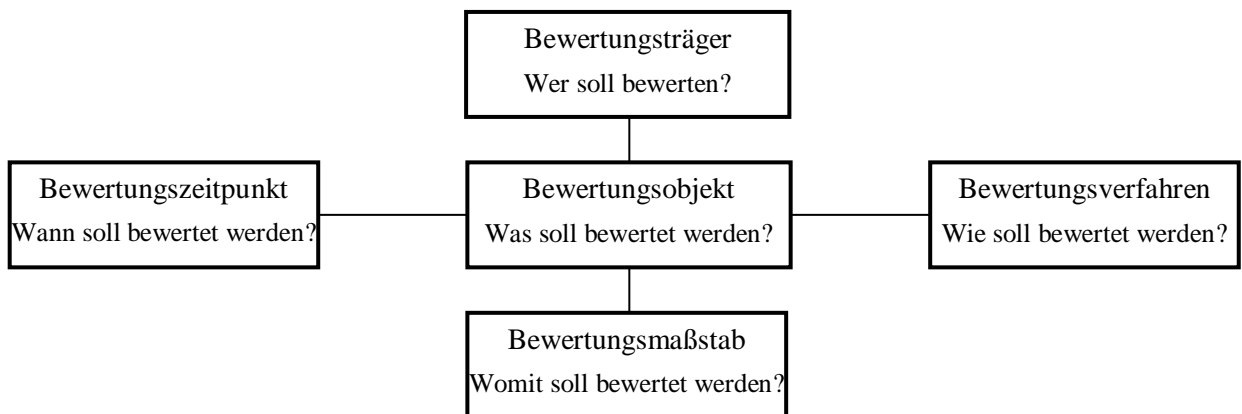 Bewertungsträger
Wer soll bewerten?
Bewertungszeitpunkt
Wann soll bewertet werden?
Bewertungsobjekt
Was soll bewertet werden?
Bewertungsverfahren
Wie soll bewertet werden?
Bewertungsmaßstab
Womit soll bewertet werden?